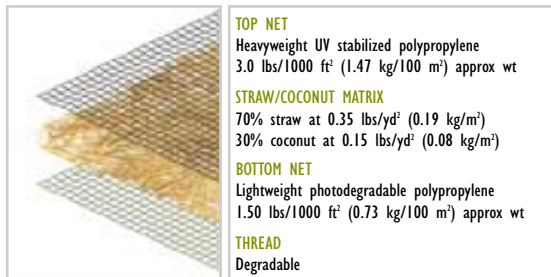 TOP NET
Heavyweight UV stabilized polypropylene
3.0 lbs/1000 ft² (1.47 kg/100 m²) approx wt
STRAW/COCONUT MATRIX
70% straw at 0.35 lbs/yd² (0.19 kg/m²)
30% coconut at 0.15 lbs/yd² (0.08 kg/m²)
BOTTOM NET
Lightweight photodegradable polypropylene
1.50 lbs/1000 ft² (0.73 kg/100 m²) approx wt
THREAD
Degradable